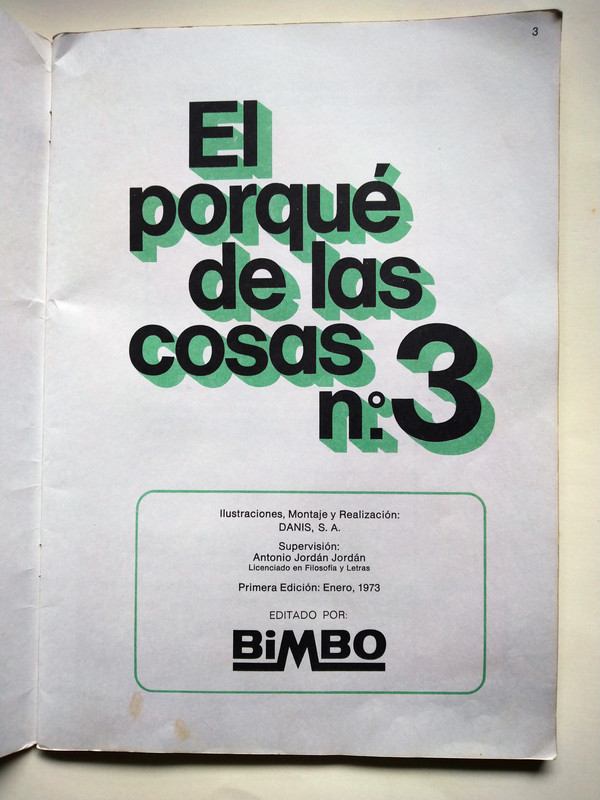 3
El
porqué
de las
cosas
n.º 3
Ilustraciones, Montaje y Realización:
DANIS, S. A.
Supervisión:
Antonio Jordán Jordán
Licenciado en Filosofía y Letras
Primera Edición: Enero, 1973
EDITADO POR:
BiMBO